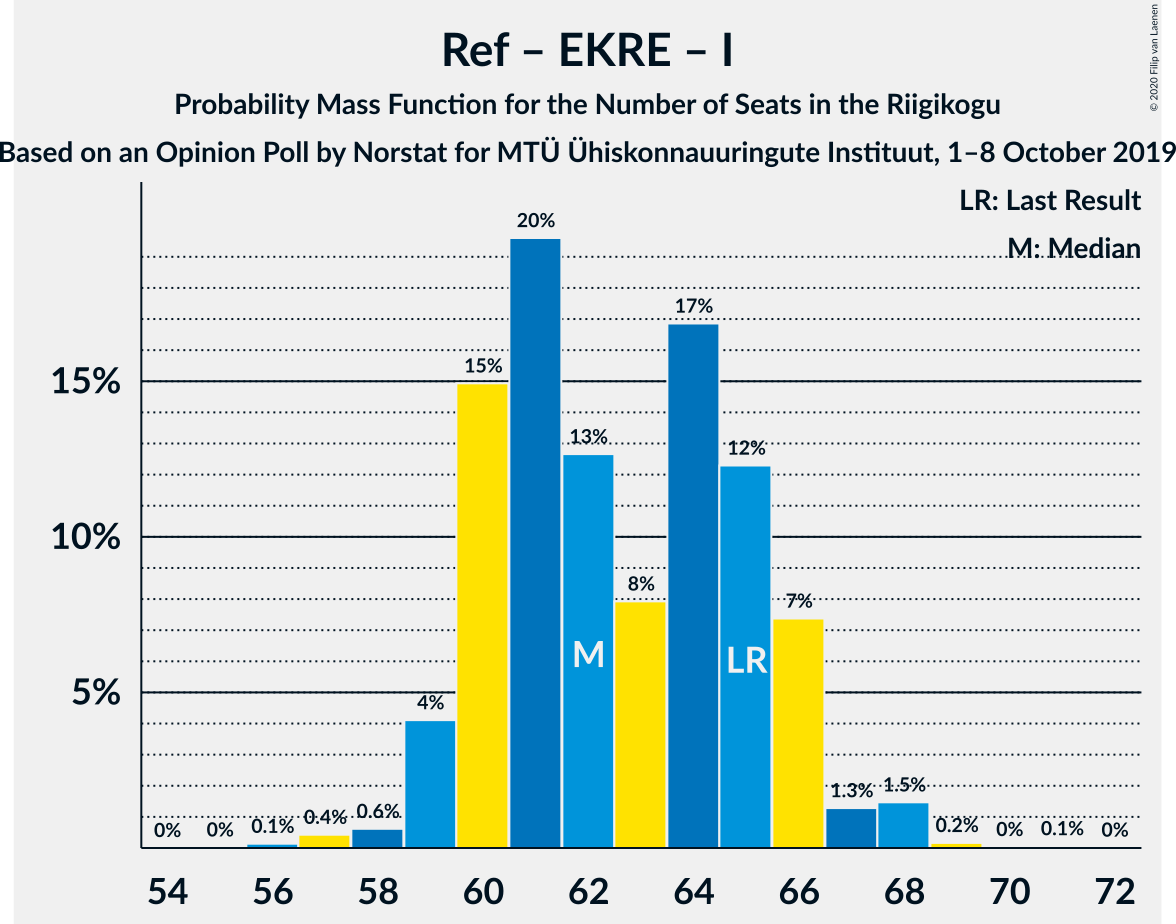 Ref – EKRE – I
Probability Mass Function for the Number of Seats in the Riigikogu
Based on an Opinion Poll by Norstat for MTÜ Ühiskonnauuringute Instituut, 1–8 October 2019
© 2020 Filip van Laenen
LR: Last Result
M: Median
20%
17%
15%
15%
13%
12%
10%
8%
7%
M
LR
5%
4%
0%
0%
0.1%
0.4%
0.6%
1.3%
1.5%
0.2%
0%
0.1%
0%
54 56 58 60 62 64 66 68 70 72